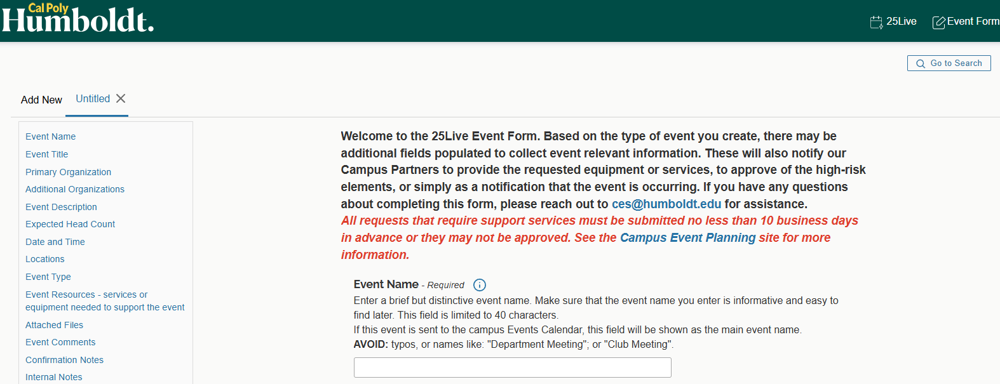 Cal Poly
Humboldt.
25Live
Event Form
Go to Search
Add New
Untitled
Event Name
Event Title
Primary Organization
Additional Organizations
Event Description
Expected Head Count
Date and Time
Locations
Event Type
Event Resources - services or
equipment needed to support the event
Attached Files
Event Comments
Confirmation Notes
Internal Notes
Welcome to the 25Live Event Form. Based on the type of event you create, there may be
additional fields populated to collect event relevant information. These will also notify our
Campus Partners to provide the requested equipment or services, to approve of the high-risk
elements, or simply as a notification that the event is occurring. If you have any questions
about completing this form, please reach out to ces@humboldt.edu for assistance.
All requests that require support services must be submitted no less than 10 business days
in advance or they may not be approved. See the Campus Event Planning site for more
information.
Event Name - Required
Enter a brief but distinctive event name. Make sure that the event name you enter is informative and easy to
find later. This field is limited to 40 characters.
If this event is sent to the campus Events Calendar, this field will be shown as the main event name.
AVOID: typos, or names like: "Department Meeting"; or "Club Meeting".